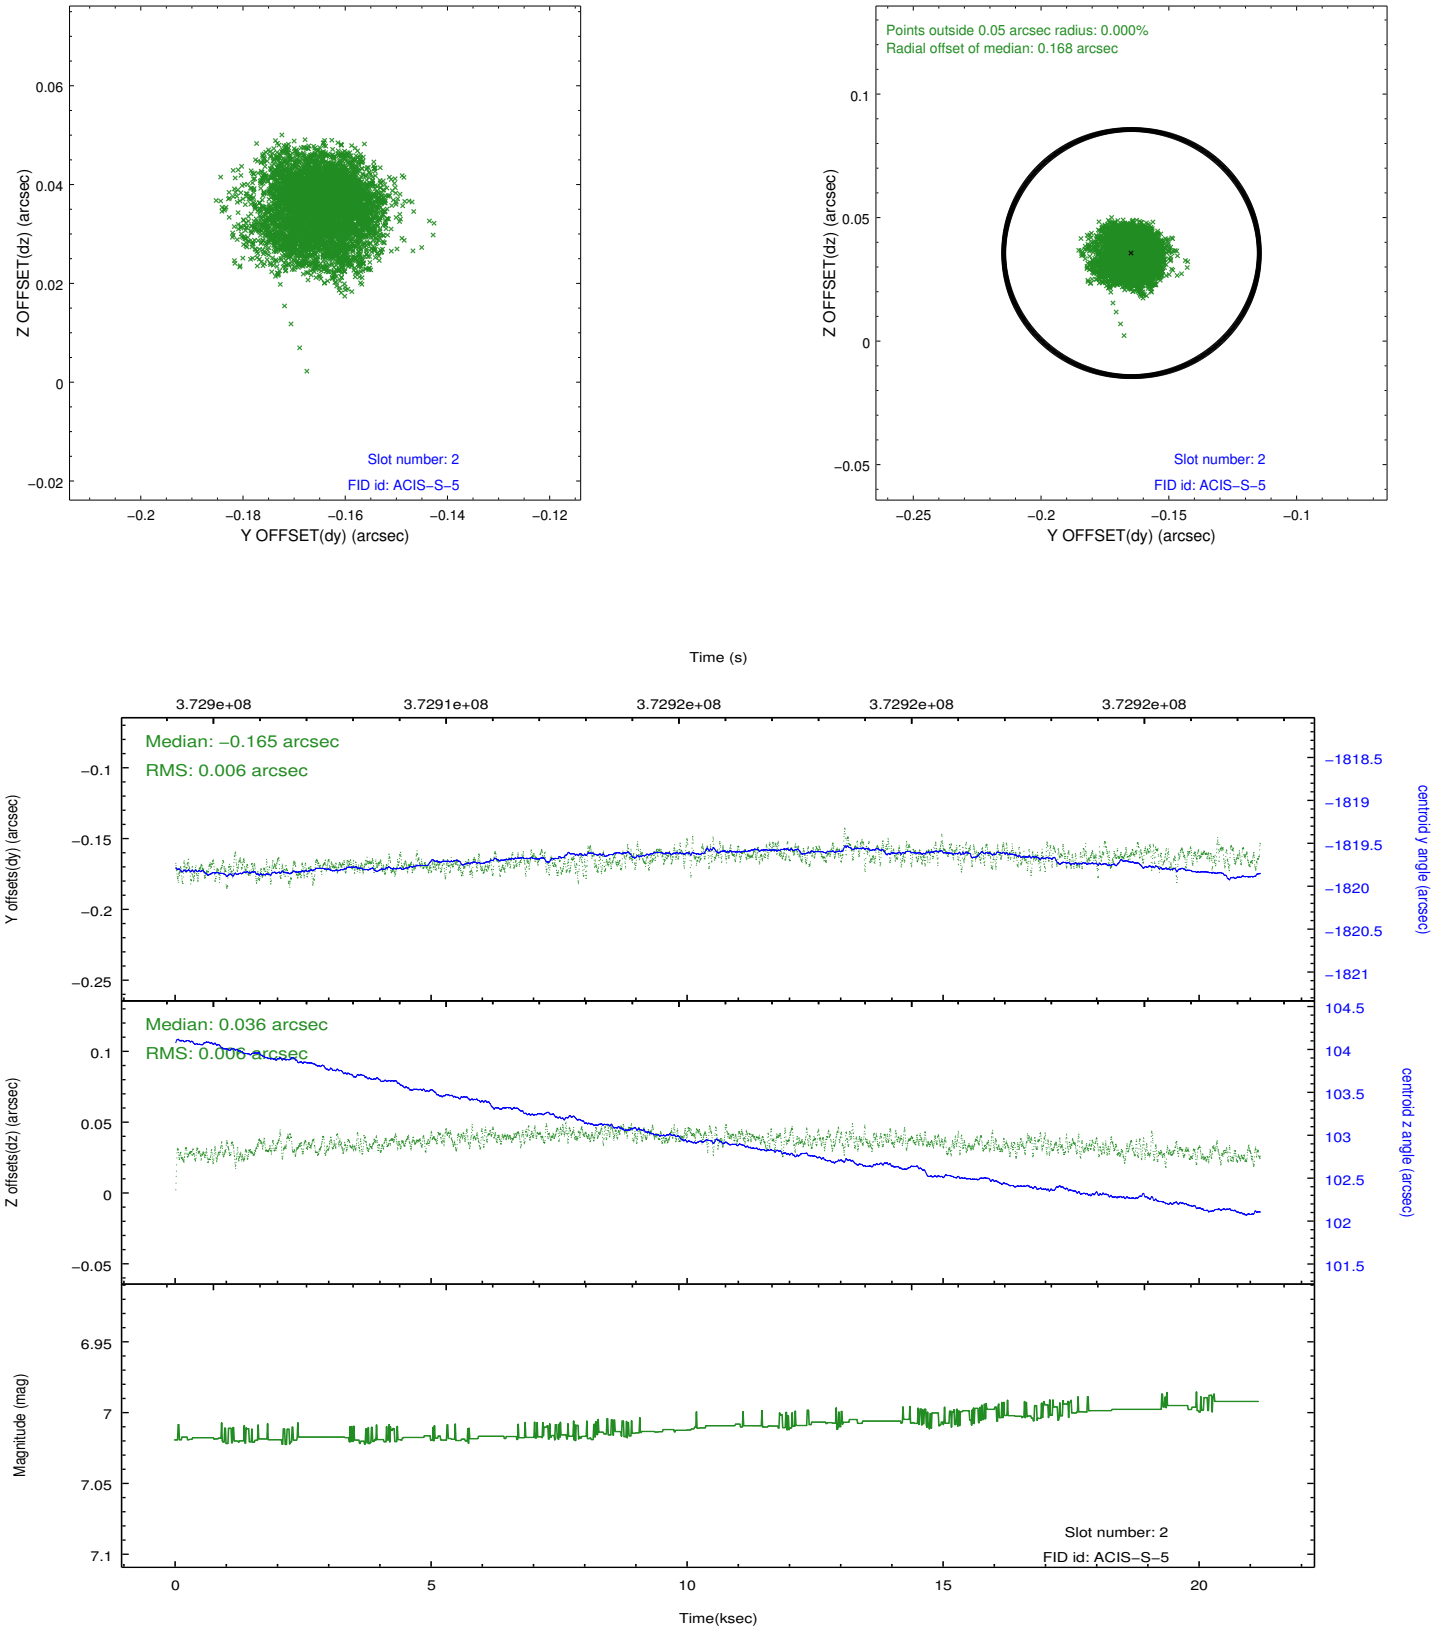 0.06
0.04
0.02
0
−0.02
Z OFFSET(dz) (arcsec)
Slot number: 2
FID id: ACIS−S−5
−0.2
−0.18
−0.16
−0.14
−0.12
Y OFFSET(dy) (arcsec)
Points outside 0.05 arcsec radius: 0.000%
Radial offset of median: 0.168 arcsec
0.1
0.05
0
−0.05
Z OFFSET(dz) (arcsec)
Slot number: 2
FID id: ACIS−S−5
−0.25
−0.2
−0.15
−0.1
Y OFFSET(dy) (arcsec)
Time (s)
3.729e+08
3.7291e+08
3.7292e+08
3.7292e+08
3.7292e+08
Median: −0.165 arcsec
RMS: 0.006 arcsec
−0.1
−0.15
−0.2
−0.25
Y offsets(dy) (arcsec)
−1818.5
−1819
−1819.5
−1820
−1820.5
−1821
centroid y angle (arcsec)
Median: 0.036 arcsec
RMS: 0.006 arcsec
0.1
0.05
0
−0.05
Z offsets(dz) (arcsec)
104.5
104
103.5
103
102.5
102
101.5
centroid z angle (arcsec)
6.95
7
7.05
7.1
Magnitude (mag)
Slot number: 2
FID id: ACIS−S−5
0
5
10
15
20
Time(ksec)